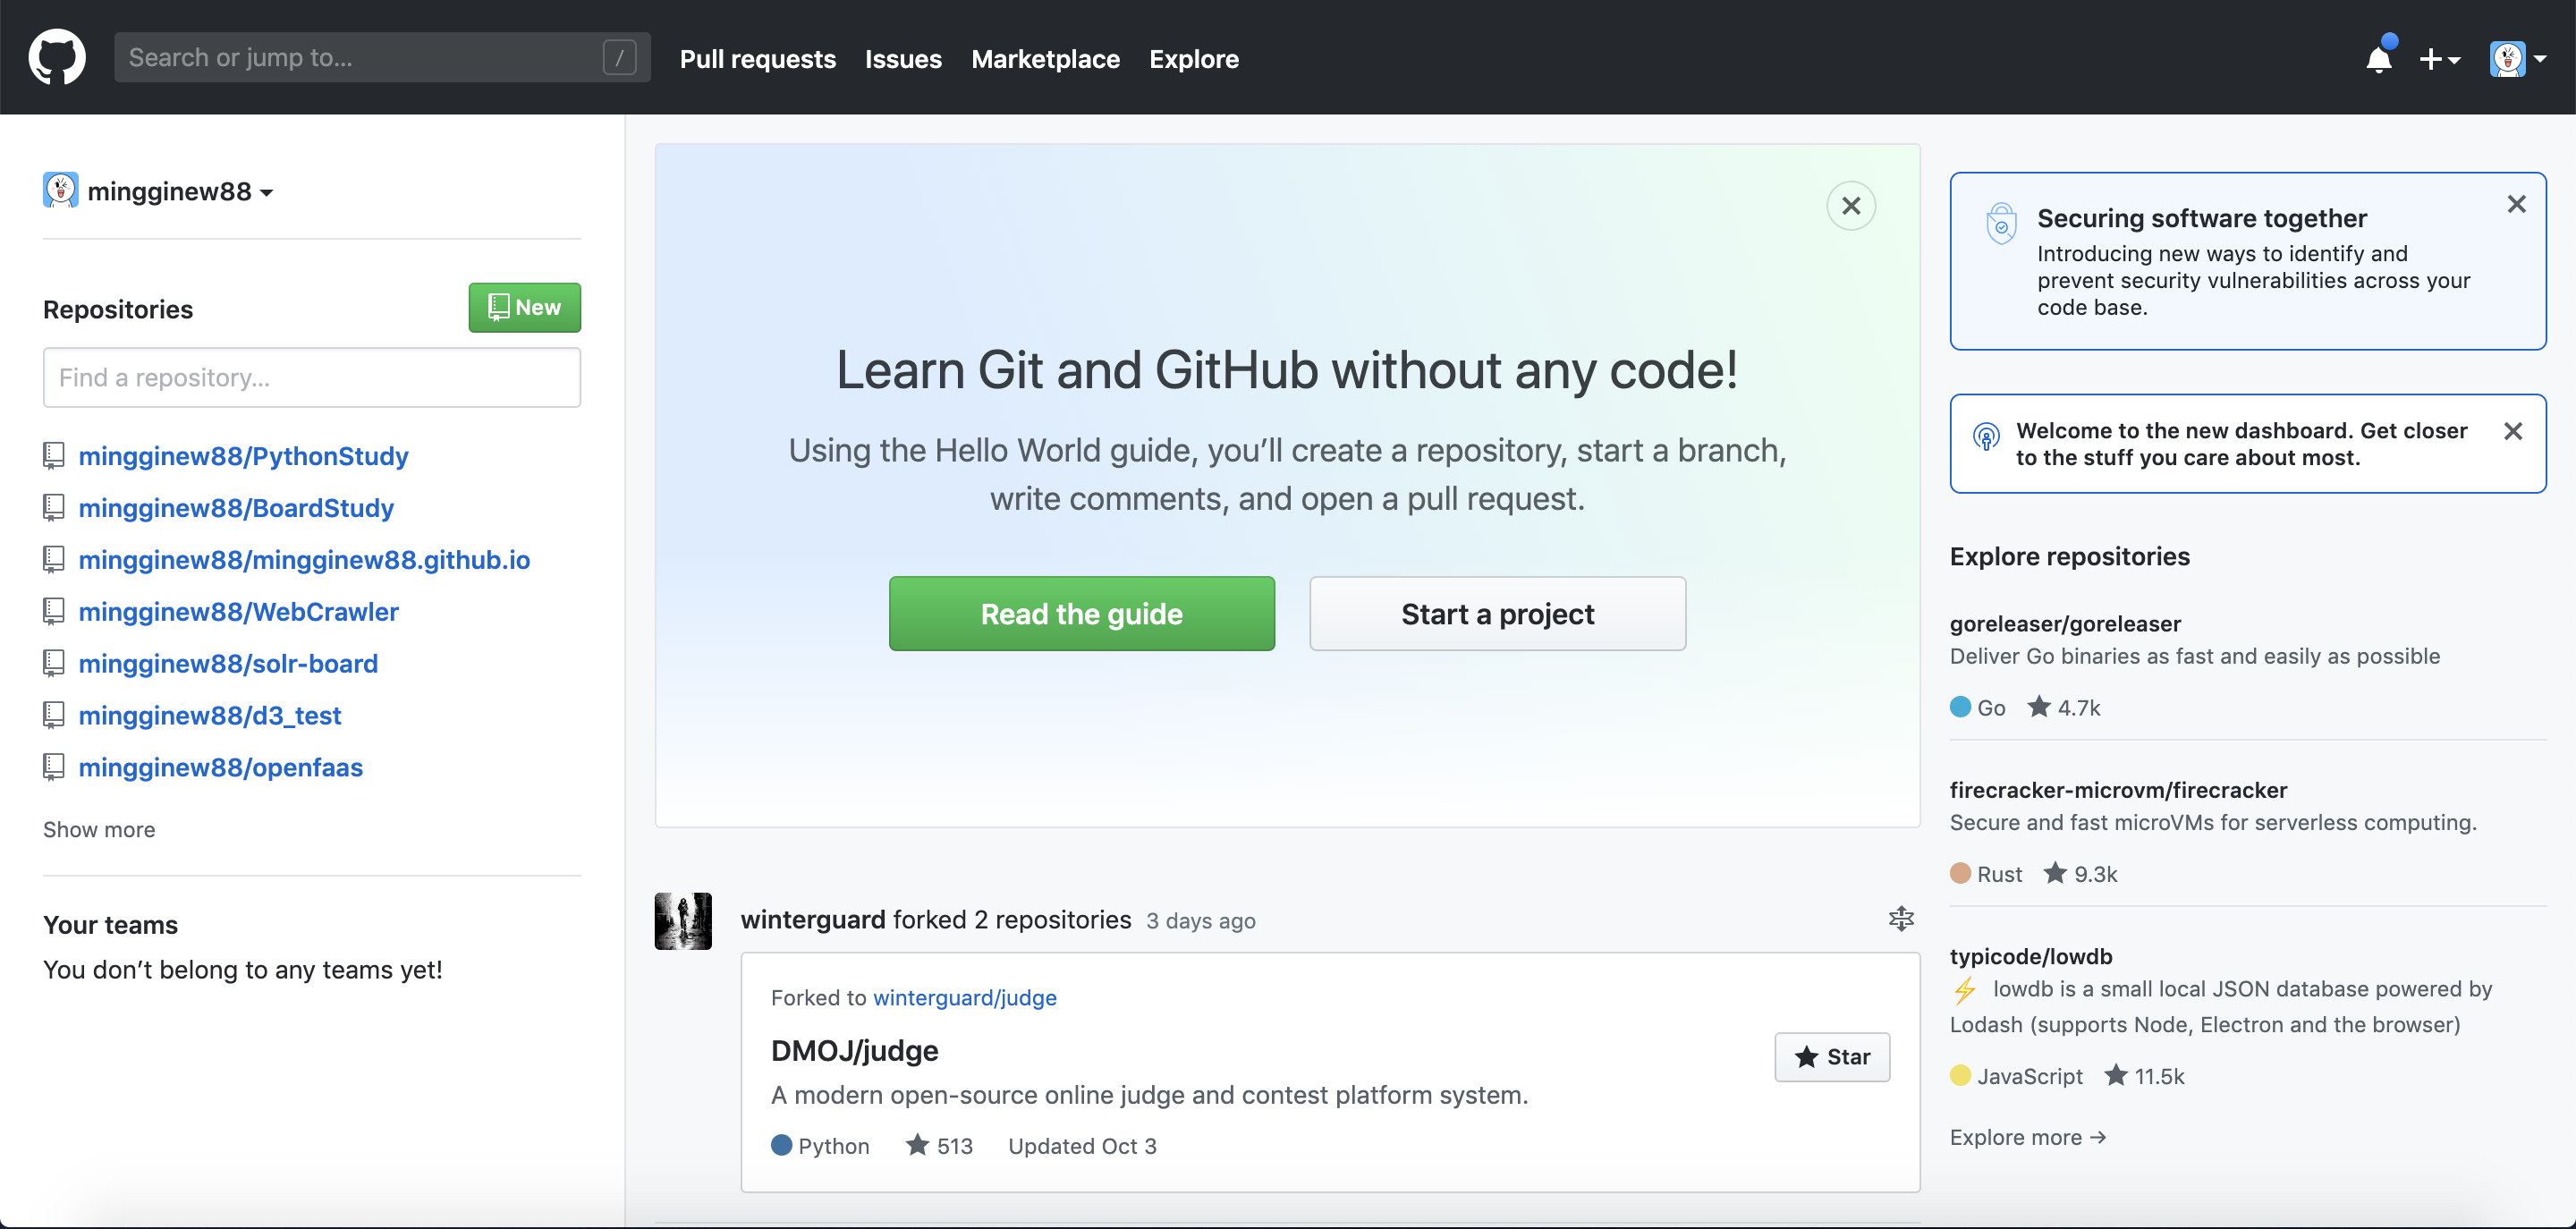 Search or jump to...
/
Pull requests
Issues
Marketplace
Explore
mingginew88
Repositories
New
Find a repository...
mingginew88/PythonStudy
mingginew88/BoardStudy
mingginew88/mingginew88.github.io
mingginew88/WebCrawler
mingginew88/solr-board
mingginew88/d3_test
mingginew88/openfaas
Show more
Your teams
You don’t belong to any teams yet!
Learn Git and GitHub without any code!
Using the Hello World guide, you’ll create a repository, start a branch,
write comments, and open a pull request.
Read the guide
Start a project
winterguard forked 2 repositories 3 days ago
Forked to winterguard/judge
DMOJ/judge
Star
A modern open-source online judge and contest platform system.
Python 513 Updated Oct 3
Securing software together
Introducing new ways to identify and
prevent security vulnerabilities across your
code base.
Welcome to the new dashboard. Get closer
to the stuff you care about most.
Explore repositories
goreleaser/goreleaser
Deliver Go binaries as fast and easily as possible
Go 4.7k
firecracker-microvm/firecracker
Secure and fast microVMs for serverless computing.
Rust 9.3k
typicode/lowdb
⚡ lowdb is a small local JSON database powered by
Lodash (supports Node, Electron and the browser)
JavaScript 11.5k
Explore more →